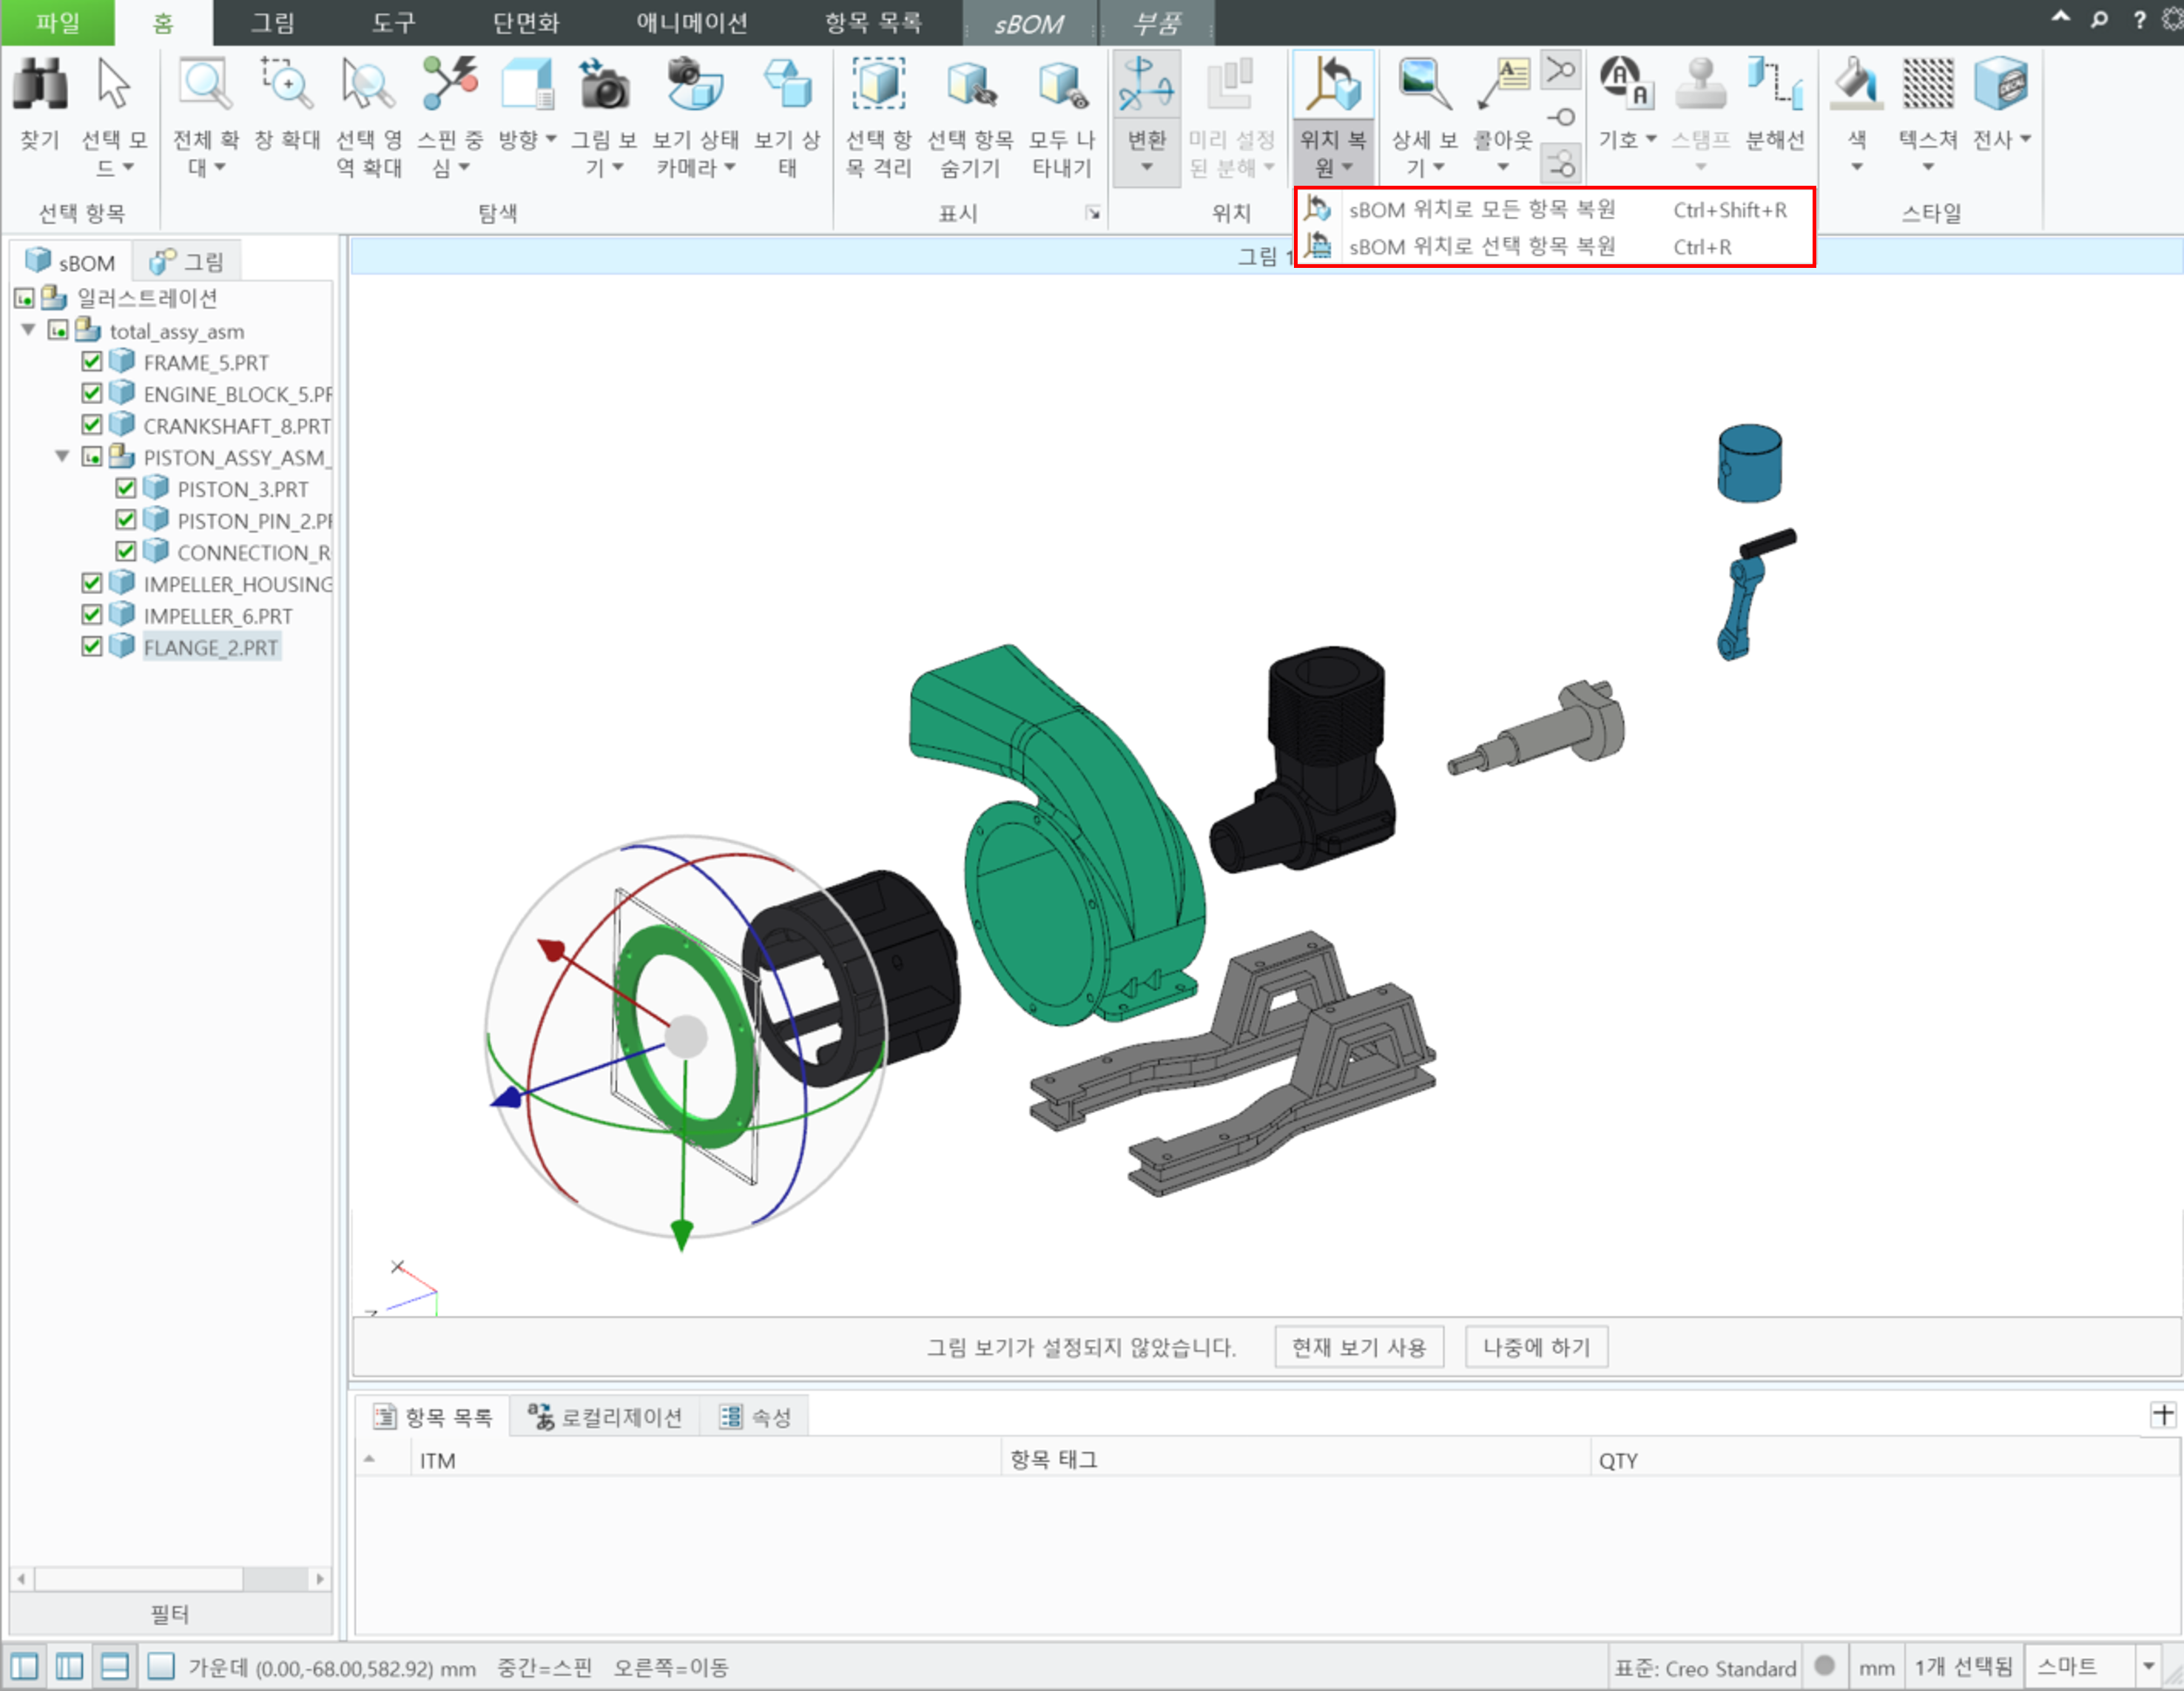 파일 홈 그림 도구 단면화 애니메이션 항목 목록 sBOM 부품
찾기 선택 모드 전체 확대 창 확대 선택 영역 확대 스핀 중심 방향 그림 보기 보기 상태 카메라 보기 상태 선택 항목 격리 선택 항목 숨기기 모두 나타내기 변환 미리 설정된 분해 위치 복원 상세 보기 콜아웃 기호 스탬프 분해선 색 텍스쳐 전사
선택 항목 탐색 표시 위치 스타일
sBOM 위치로 모든 항목 복원 Ctrl+Shift+R
sBOM 위치로 선택 항목 복원 Ctrl+R
sBOM 그림
그림 1
일러스트레이션
total_assy_asm
FRAME_5.PRT
ENGINE_BLOCK_5.PR
CRANKSHAFT_8.PRT
PISTON_ASSY_ASM_
PISTON_3.PRT
PISTON_PIN_2.PR
CONNECTION_R
IMPELLER_HOUSING
IMPELLER_6.PRT
FLANGE_2.PRT
X
그림 보기가 설정되지 않았습니다. 현재 보기 사용 나중에 하기
항목 목록 로컬리제이션 속성
ITM 항목 태그 QTY
필터
가운데 (0.00,-68.00,582.92) mm 중간=스핀 오른쪽=이동 표준: Creo Standard mm 1개 선택됨 스마트